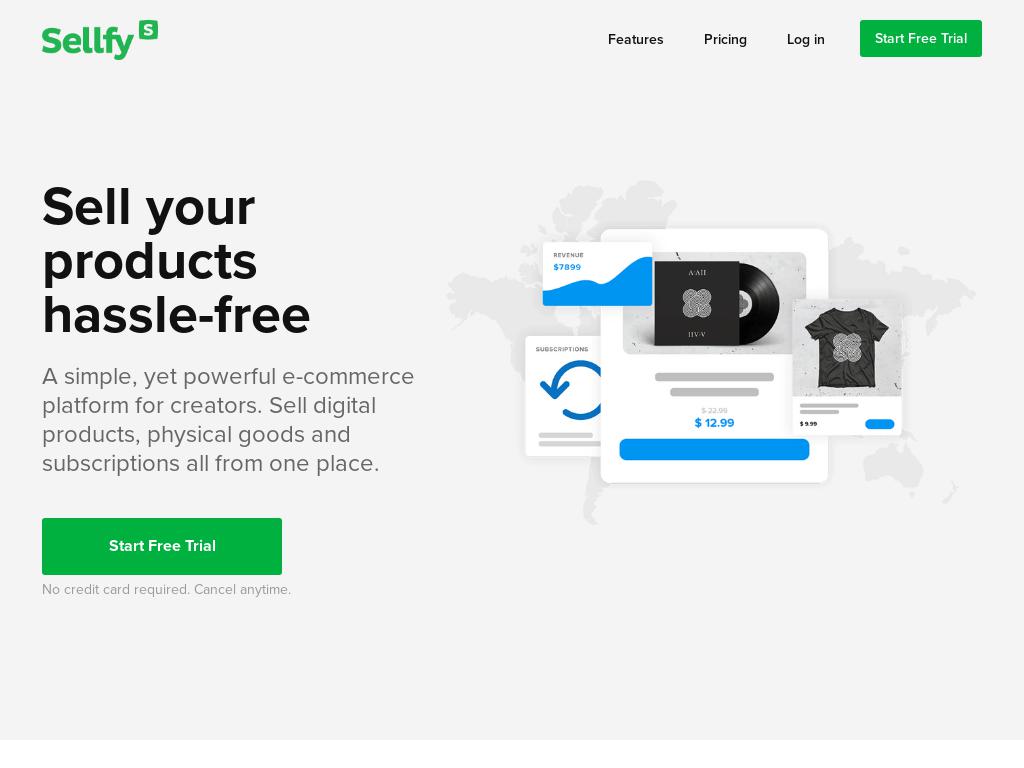 Sellfy S
Features
Pricing
Log in
Start Free Trial
Sell your
products
hassle-free
A simple, yet powerful e-commerce
platform for creators. Sell digital
products, physical goods and
subscriptions all from one place.
Start Free Trial
No credit card required. Cancel anytime.
REVENUE
$7899
SUBSCRIPTIONS
$ 22.99
$ 12.99
$ 9.99